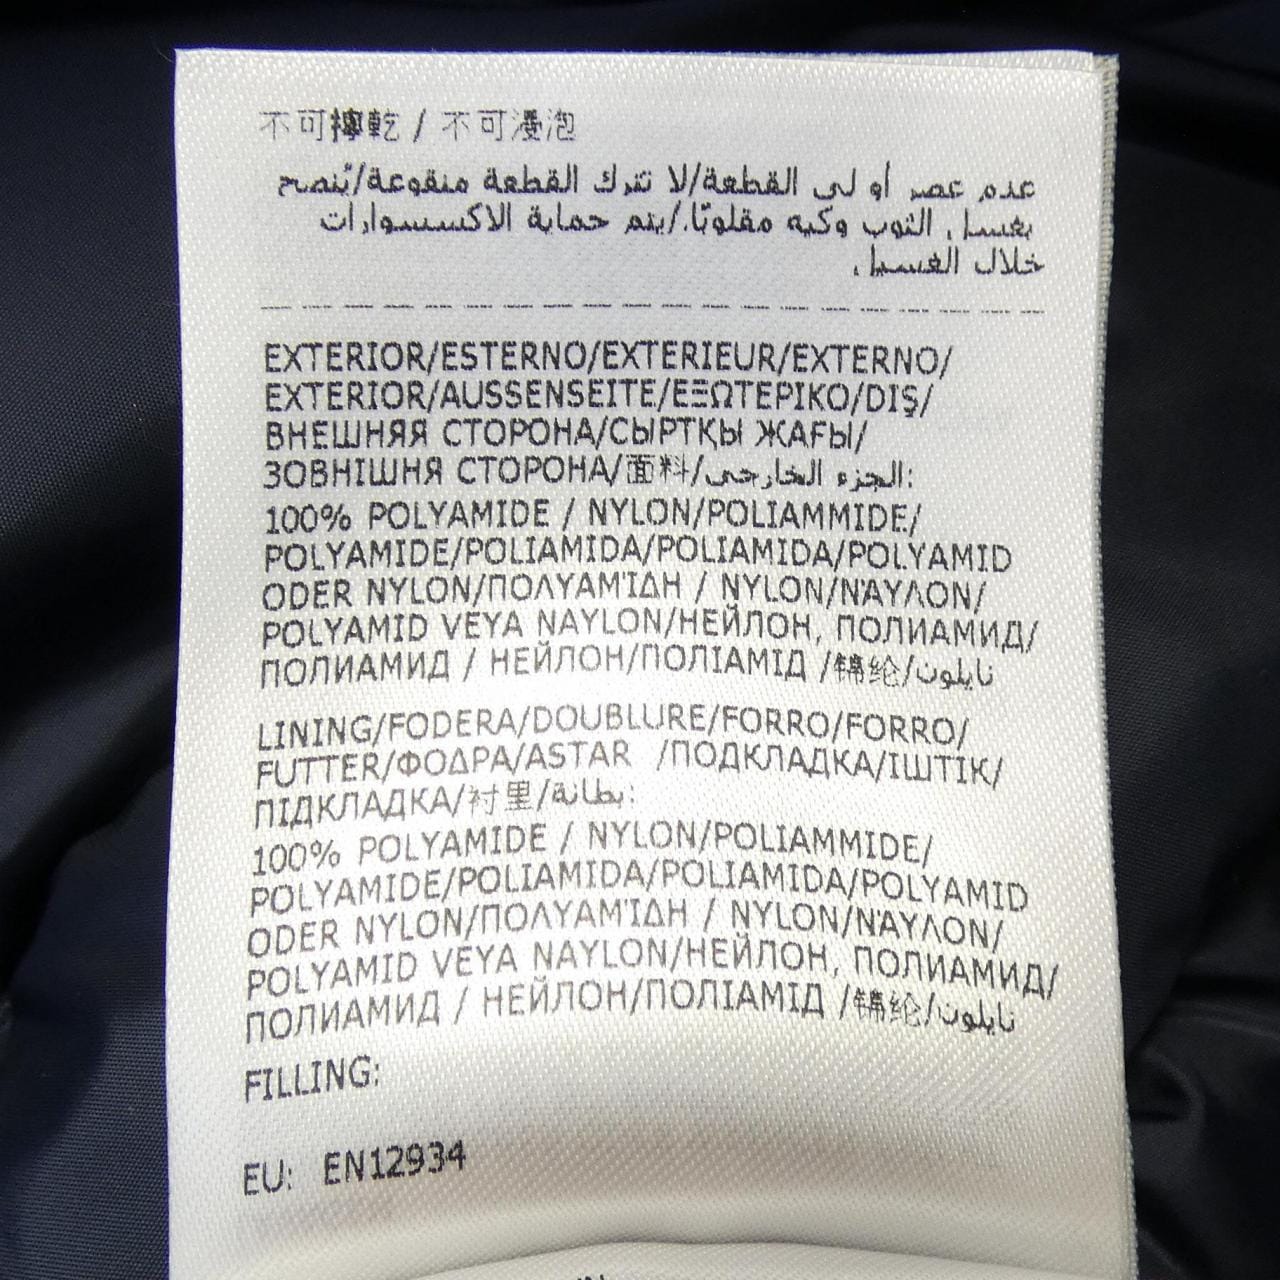 不可擰乾 / 不可浸泡
عدم عصر أو لي القطعة/لا تترك القطعة منقوعة/يُنصح
بغسيل الثوب وكيه مقلوبًا./يتم حماية الاكسسوارات
خلال الغسيل.
EXTERIOR/ESTERNO/EXTERIEUR/EXTERNO/
EXTERIOR/AUSSENSEITE/ΕΞΩΤΕΡΙΚΟ/DIŞ/
ВНЕШНЯЯ СТОРОНА/СЫРТҚЫ ЖАҒЫ/
ЗОВНІШНЯ СТОРОНА/面料/الجزء الخارجي:
100% POLYAMIDE / NYLON/POLIAMMIDE/
POLYAMIDE/POLIAMIDA/POLIAMIDA/POLYAMID
ODER NYLON/ΠΟΛΥΑΜΊΔΗ / NYLON/ΝΆΥΛΟΝ/
POLYAMID VEYA NAYLON/НЕЙЛОН, ПОЛИАМИД/
ПОЛИАМИД / НЕЙЛОН/ПОЛІАМІД /锦纶/نايلون
LINING/FODERA/DOUBLURE/FORRO/FORRO/
FUTTER/ΦΟΔΡΑ/ASTAR /ПОДКЛАДКА/ІШТІК/
ПІДКЛАДКА/衬里/بطانة:
100% POLYAMIDE / NYLON/POLIAMMIDE/
POLYAMIDE/POLIAMIDA/POLIAMIDA/POLYAMID
ODER NYLON/ΠΟΛΥΑΜΊΔΗ / NYLON/ΝΆΥΛΟΝ/
POLYAMID VEYA NAYLON/НЕЙЛОН, ПОЛИАМИД/
ПОЛИАМИД / НЕЙЛОН/ПОЛІАМІД /锦纶/نايلون
FILLING:
EU: EN12934